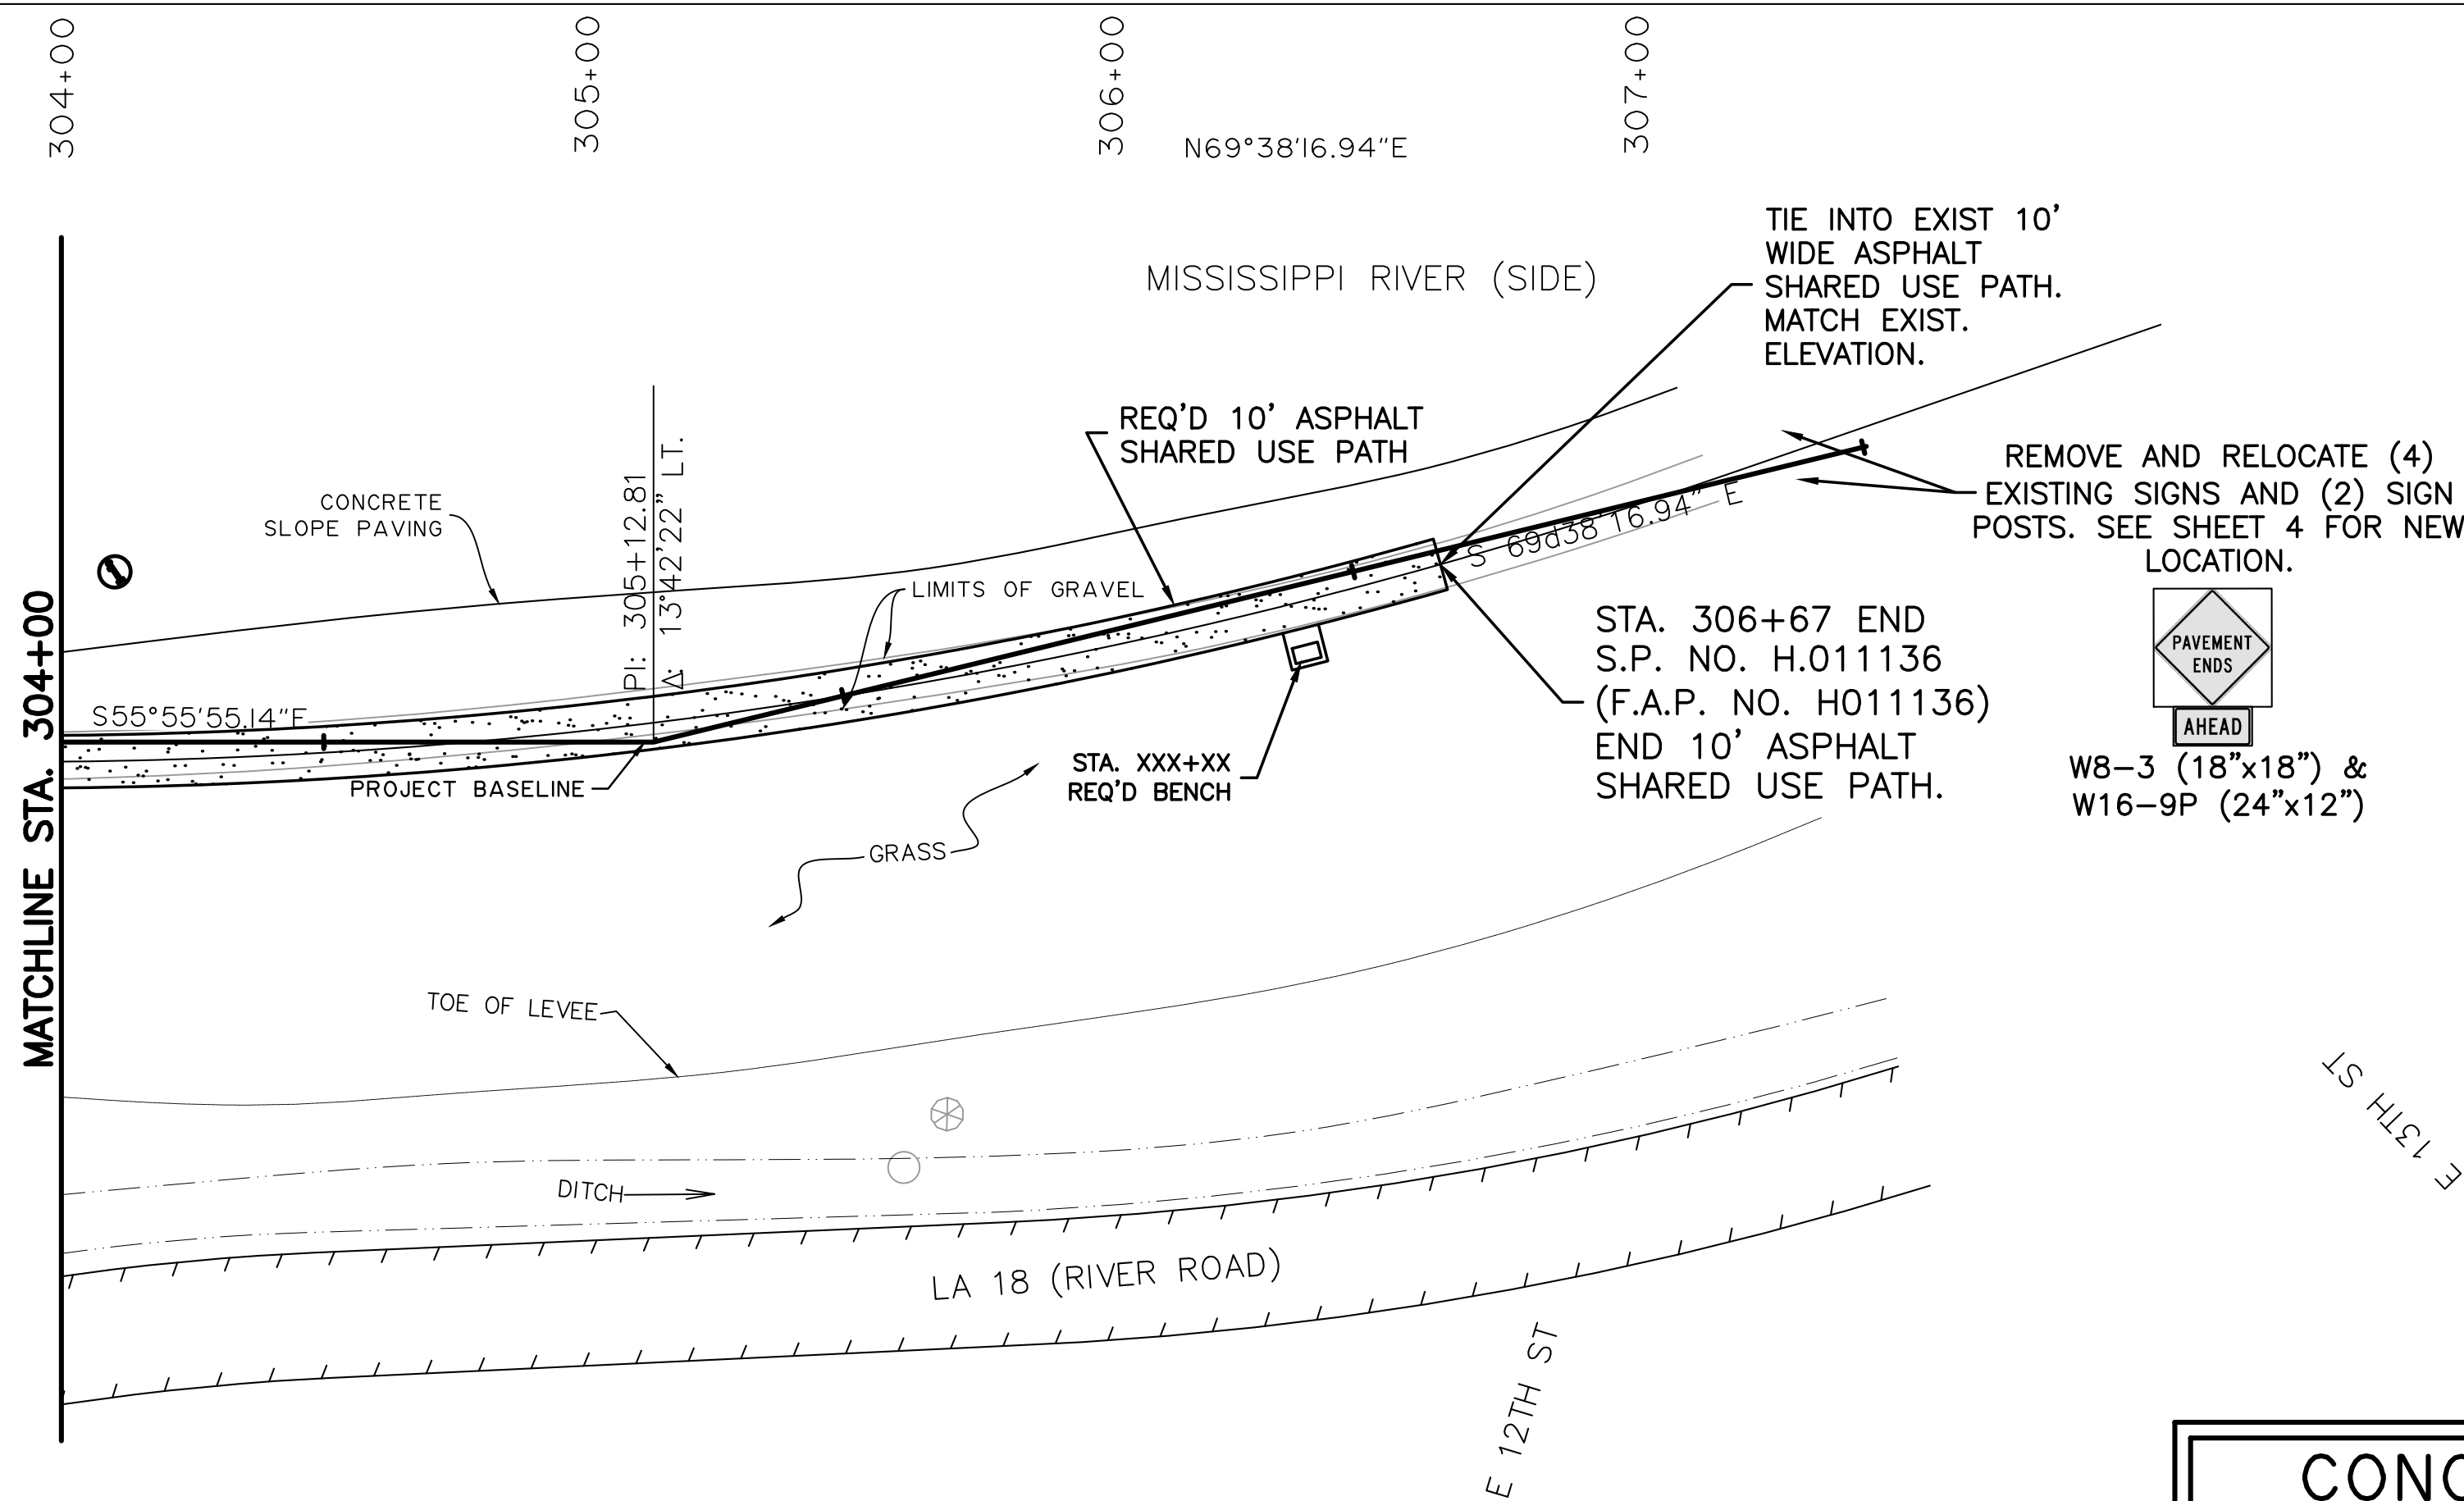 304+00
305+00
306+00
307+00
N69°38'16.94"E
MISSISSIPPI RIVER (SIDE)
TIE INTO EXIST 10'
WIDE ASPHALT
SHARED USE PATH.
MATCH EXIST.
ELEVATION.
REQ'D 10' ASPHALT
SHARED USE PATH
REMOVE AND RELOCATE (4)
EXISTING SIGNS AND (2) SIGN
POSTS. SEE SHEET 4 FOR NEW
LOCATION.
CONCRETE
SLOPE PAVING
PI: 305+12.81
Δ: 13°42'22" LT.
LIMITS OF GRAVEL
S 69d38'16.94" E
PAVEMENT
ENDS
AHEAD
W8-3 (18"x18") &
W16-9P (24"x12")
STA. 306+67 END
S.P. NO. H.011136
(F.A.P. NO. H011136)
END 10' ASPHALT
SHARED USE PATH.
MATCHLINE STA. 304+00
S55°55'55.14"E
PROJECT BASELINE
STA. XXX+XX
REQ'D BENCH
GRASS
TOE OF LEVEE
DITCH
LA 18 (RIVER ROAD)
E 12TH ST
E 13TH ST